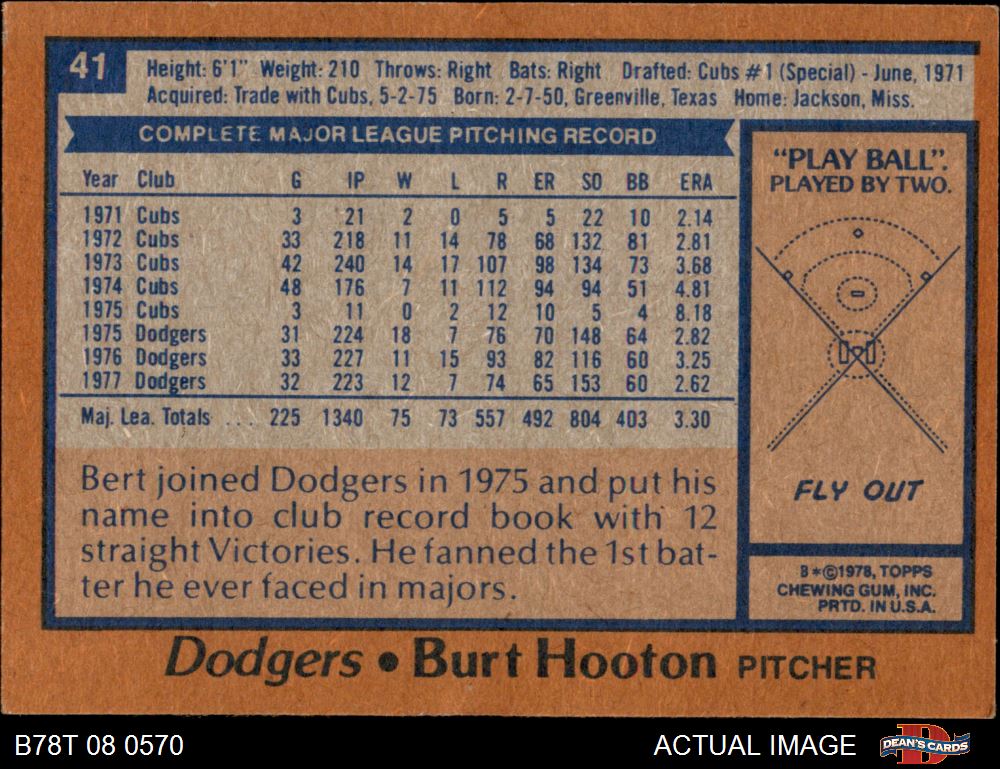 41
Height: 6'1" Weight: 210 Throws: Right Bats: Right Drafted: Cubs #1 (Special) - June, 1971
Acquired: Trade with Cubs, 5-2-75 Born: 2-7-50, Greenville, Texas Home: Jackson, Miss.
COMPLETE MAJOR LEAGUE PITCHING RECORD
Year Club G IP W L R ER SO BB ERA
1971 Cubs 3 21 2 0 5 5 22 10 2.14
1972 Cubs 33 218 11 14 78 68 132 81 2.81
1973 Cubs 42 240 14 17 107 98 134 73 3.68
1974 Cubs 48 176 7 11 112 94 94 51 4.81
1975 Cubs 3 11 0 2 12 10 5 4 8.18
1975 Dodgers 31 224 18 7 76 70 148 64 2.82
1976 Dodgers 33 227 11 15 93 82 116 60 3.25
1977 Dodgers 32 223 12 7 74 65 153 60 2.62
Maj. Lea. Totals . . . 225 1340 75 73 557 492 804 403 3.30
Bert joined Dodgers in 1975 and put his
name into club record book with 12
straight Victories. He fanned the 1st bat-
ter he ever faced in majors.
"PLAY BALL".
PLAYED BY TWO.
FLY OUT
B*©1978, TOPPS
CHEWING GUM, INC.
PRTD. IN U.S.A.
Dodgers • Burt Hooton PITCHER
B78T 08 0570
ACTUAL IMAGE
DEAN'S CARDS